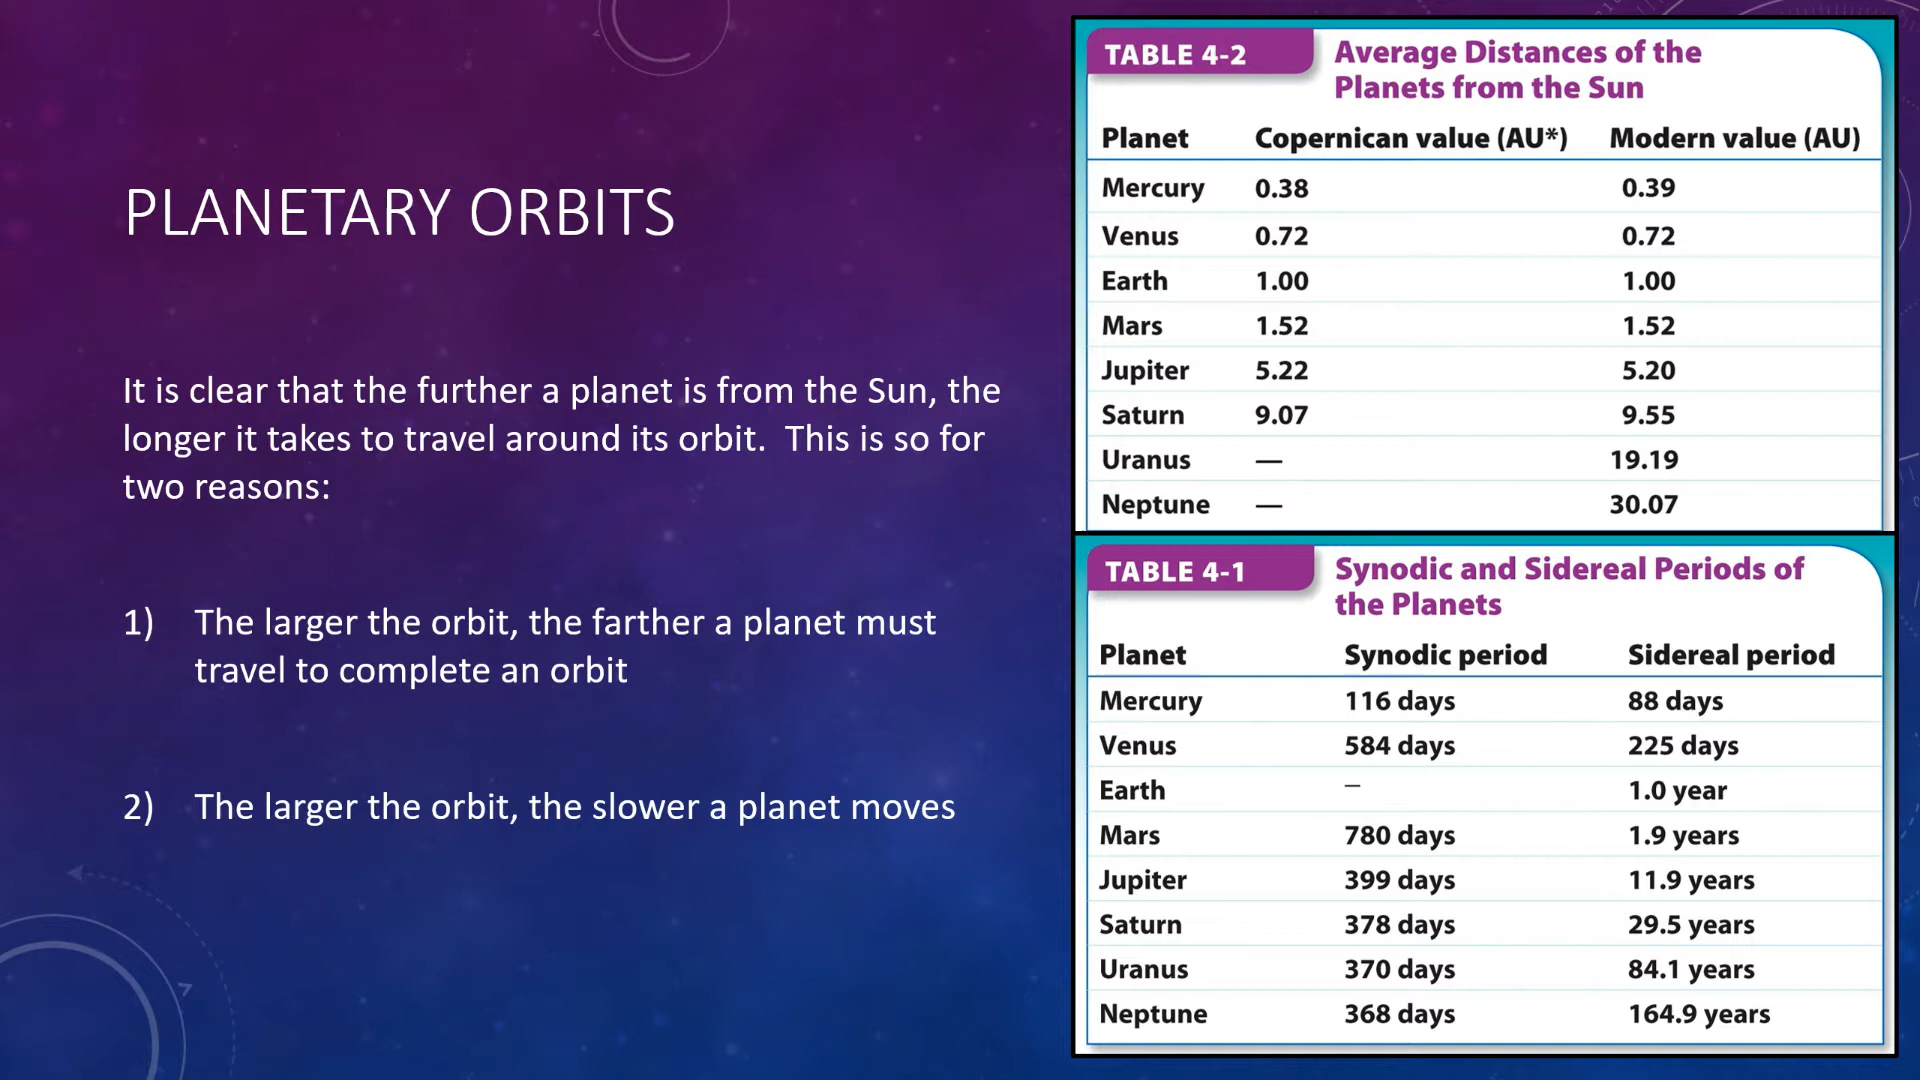 PLANETARY ORBITS
It is clear that the further a planet is from the Sun, the
longer it takes to travel around its orbit.  This is so for
two reasons:
1) The larger the orbit, the farther a planet must
travel to complete an orbit
2) The larger the orbit, the slower a planet moves
TABLE 4-2 Average Distances of the
Planets from the Sun
Planet Copernican value (AU*) Modern value (AU)
Mercury 0.38 0.39
Venus 0.72 0.72
Earth 1.00 1.00
Mars 1.52 1.52
Jupiter 5.22 5.20
Saturn 9.07 9.55
Uranus — 19.19
Neptune — 30.07
TABLE 4-1 Synodic and Sidereal Periods of
the Planets
Planet Synodic period Sidereal period
Mercury 116 days 88 days
Venus 584 days 225 days
Earth – 1.0 year
Mars 780 days 1.9 years
Jupiter 399 days 11.9 years
Saturn 378 days 29.5 years
Uranus 370 days 84.1 years
Neptune 368 days 164.9 years